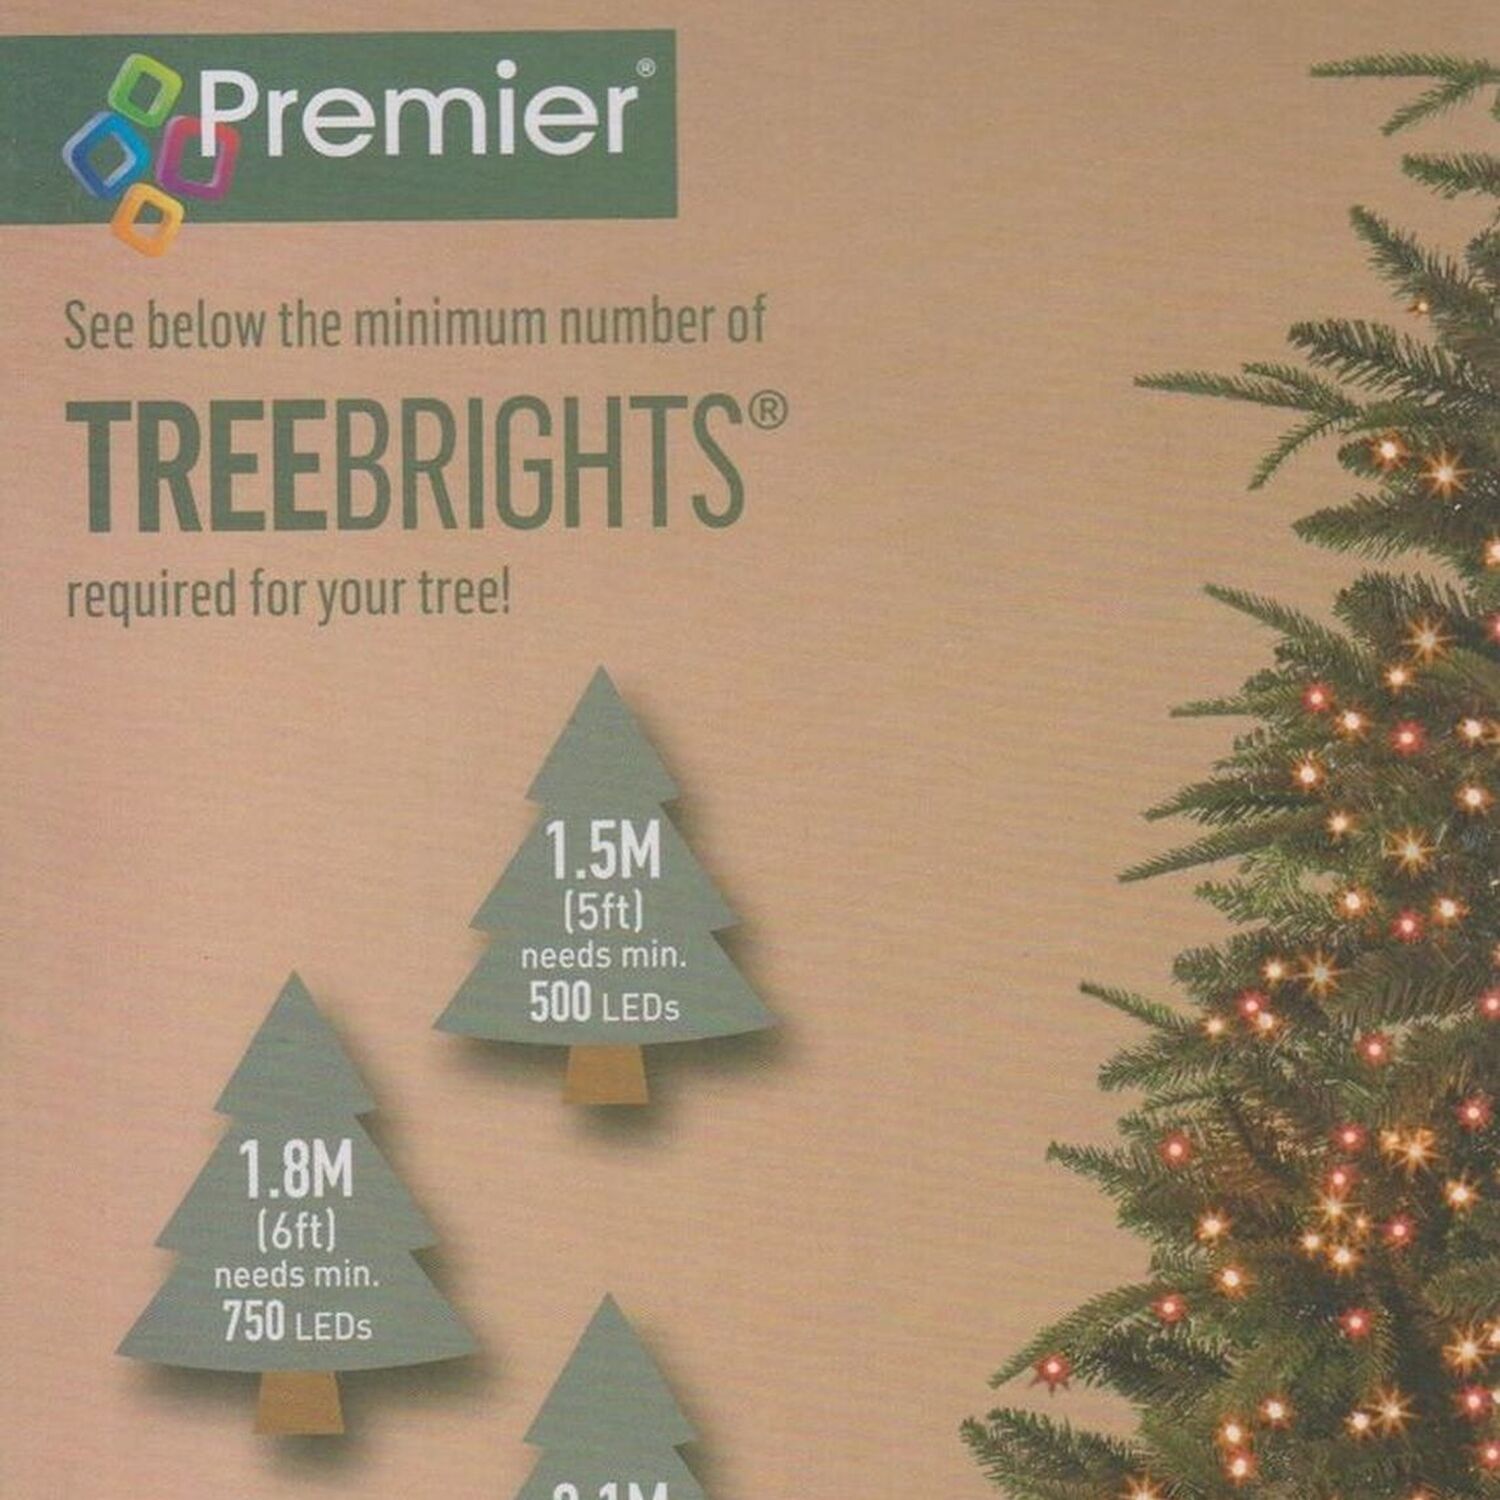 Premier®
See below the minimum number of
TREEBRIGHTS®
required for your tree!
1.5M
(5ft)
needs min.
500 LEDs
1.8M
(6ft)
needs min.
750 LEDs